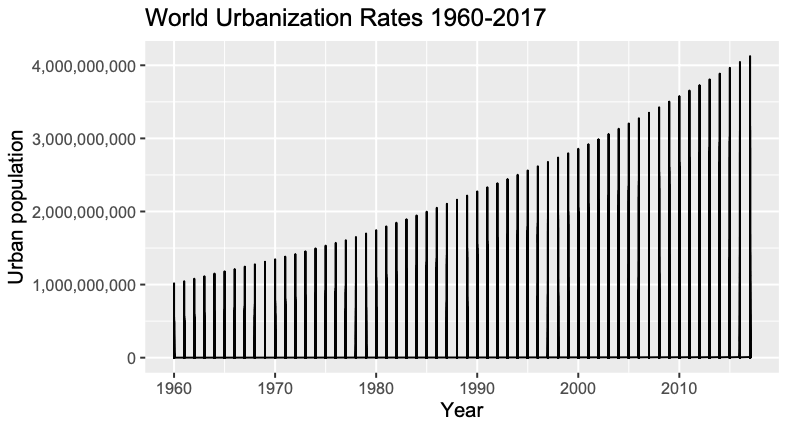 World Urbanization Rates 1960-2017
4,000,000,000
3,000,000,000
2,000,000,000
1,000,000,000
0
Urban population
1960 1970 1980 1990 2000 2010
Year